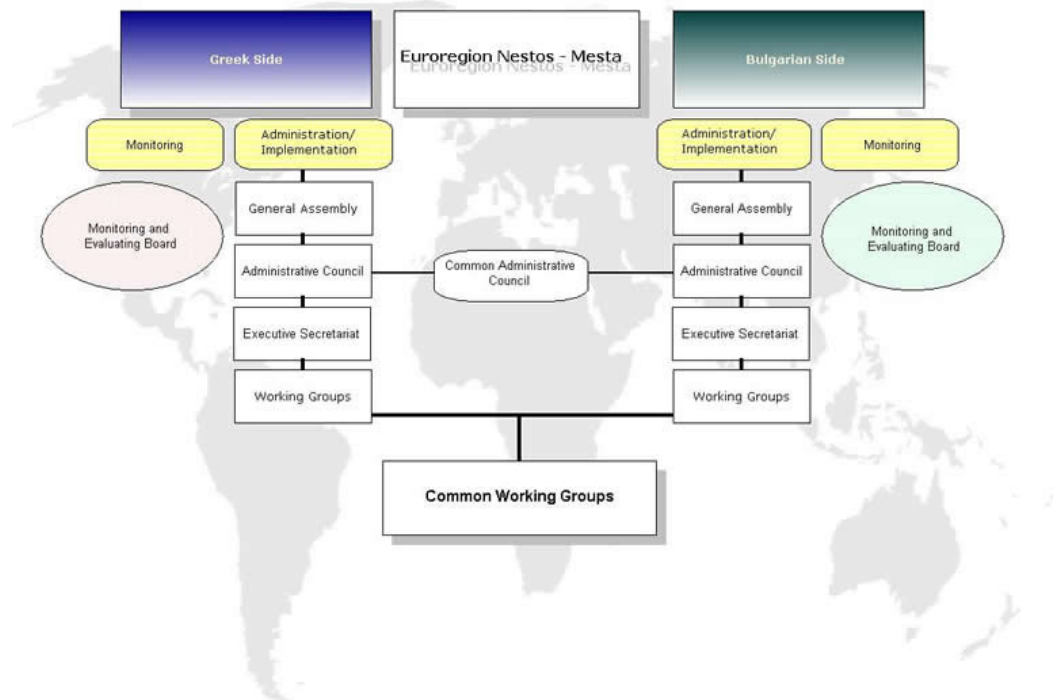 Greek Side
Euroregion Nestos - Mesta
Bulgarian Side
Monitoring
Administration/
Implementation
Administration/
Implementation
Monitoring
Monitoring and
Evaluating Board
General Assembly
General Assembly
Monitoring and
Evaluating Board
Administrative Council
Common Administrative
Council
Administrative Council
Executive Secretariat
Executive Secretariat
Working Groups
Working Groups
Common Working Groups